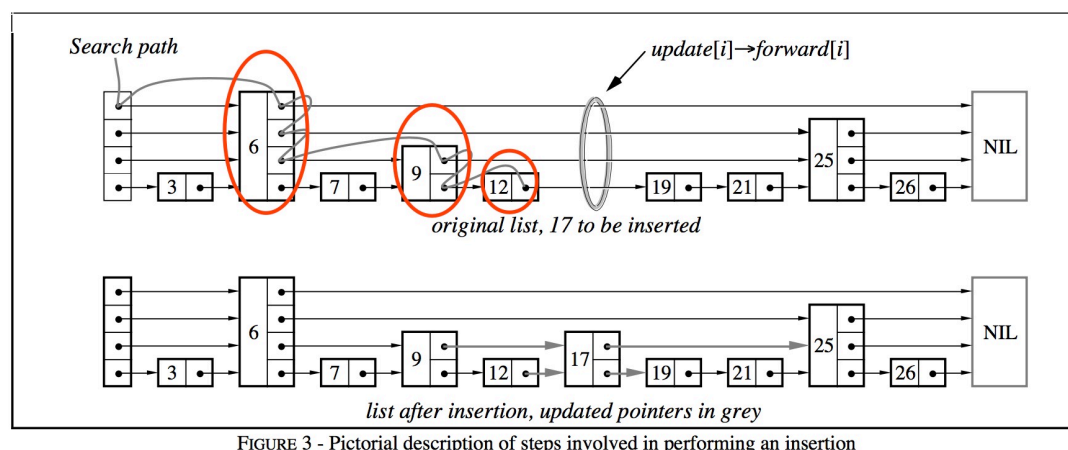 Search path
update[i]→forward[i]
6
25
NIL
9
3
7
12
19
21
26
original list, 17 to be inserted
6
25
NIL
9
17
3
7
12
19
21
26
list after insertion, updated pointers in grey
FIGURE 3 - Pictorial description of steps involved in performing an insertion